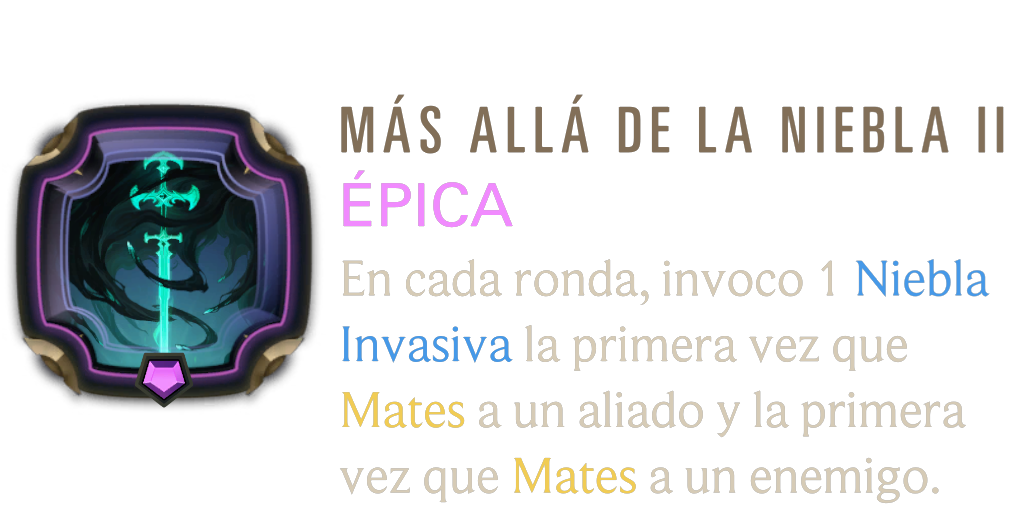 MÁS ALLÁ DE LA NIEBLA II
ÉPICA
En cada ronda, invoco 1 Niebla
Invasiva la primera vez que
Mates a un aliado y la primera
vez que Mates a un enemigo.